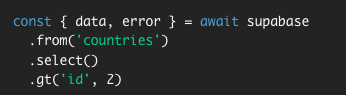 const { data, error } = await supabase
  .from('countries')
  .select()
  .gt('id', 2)